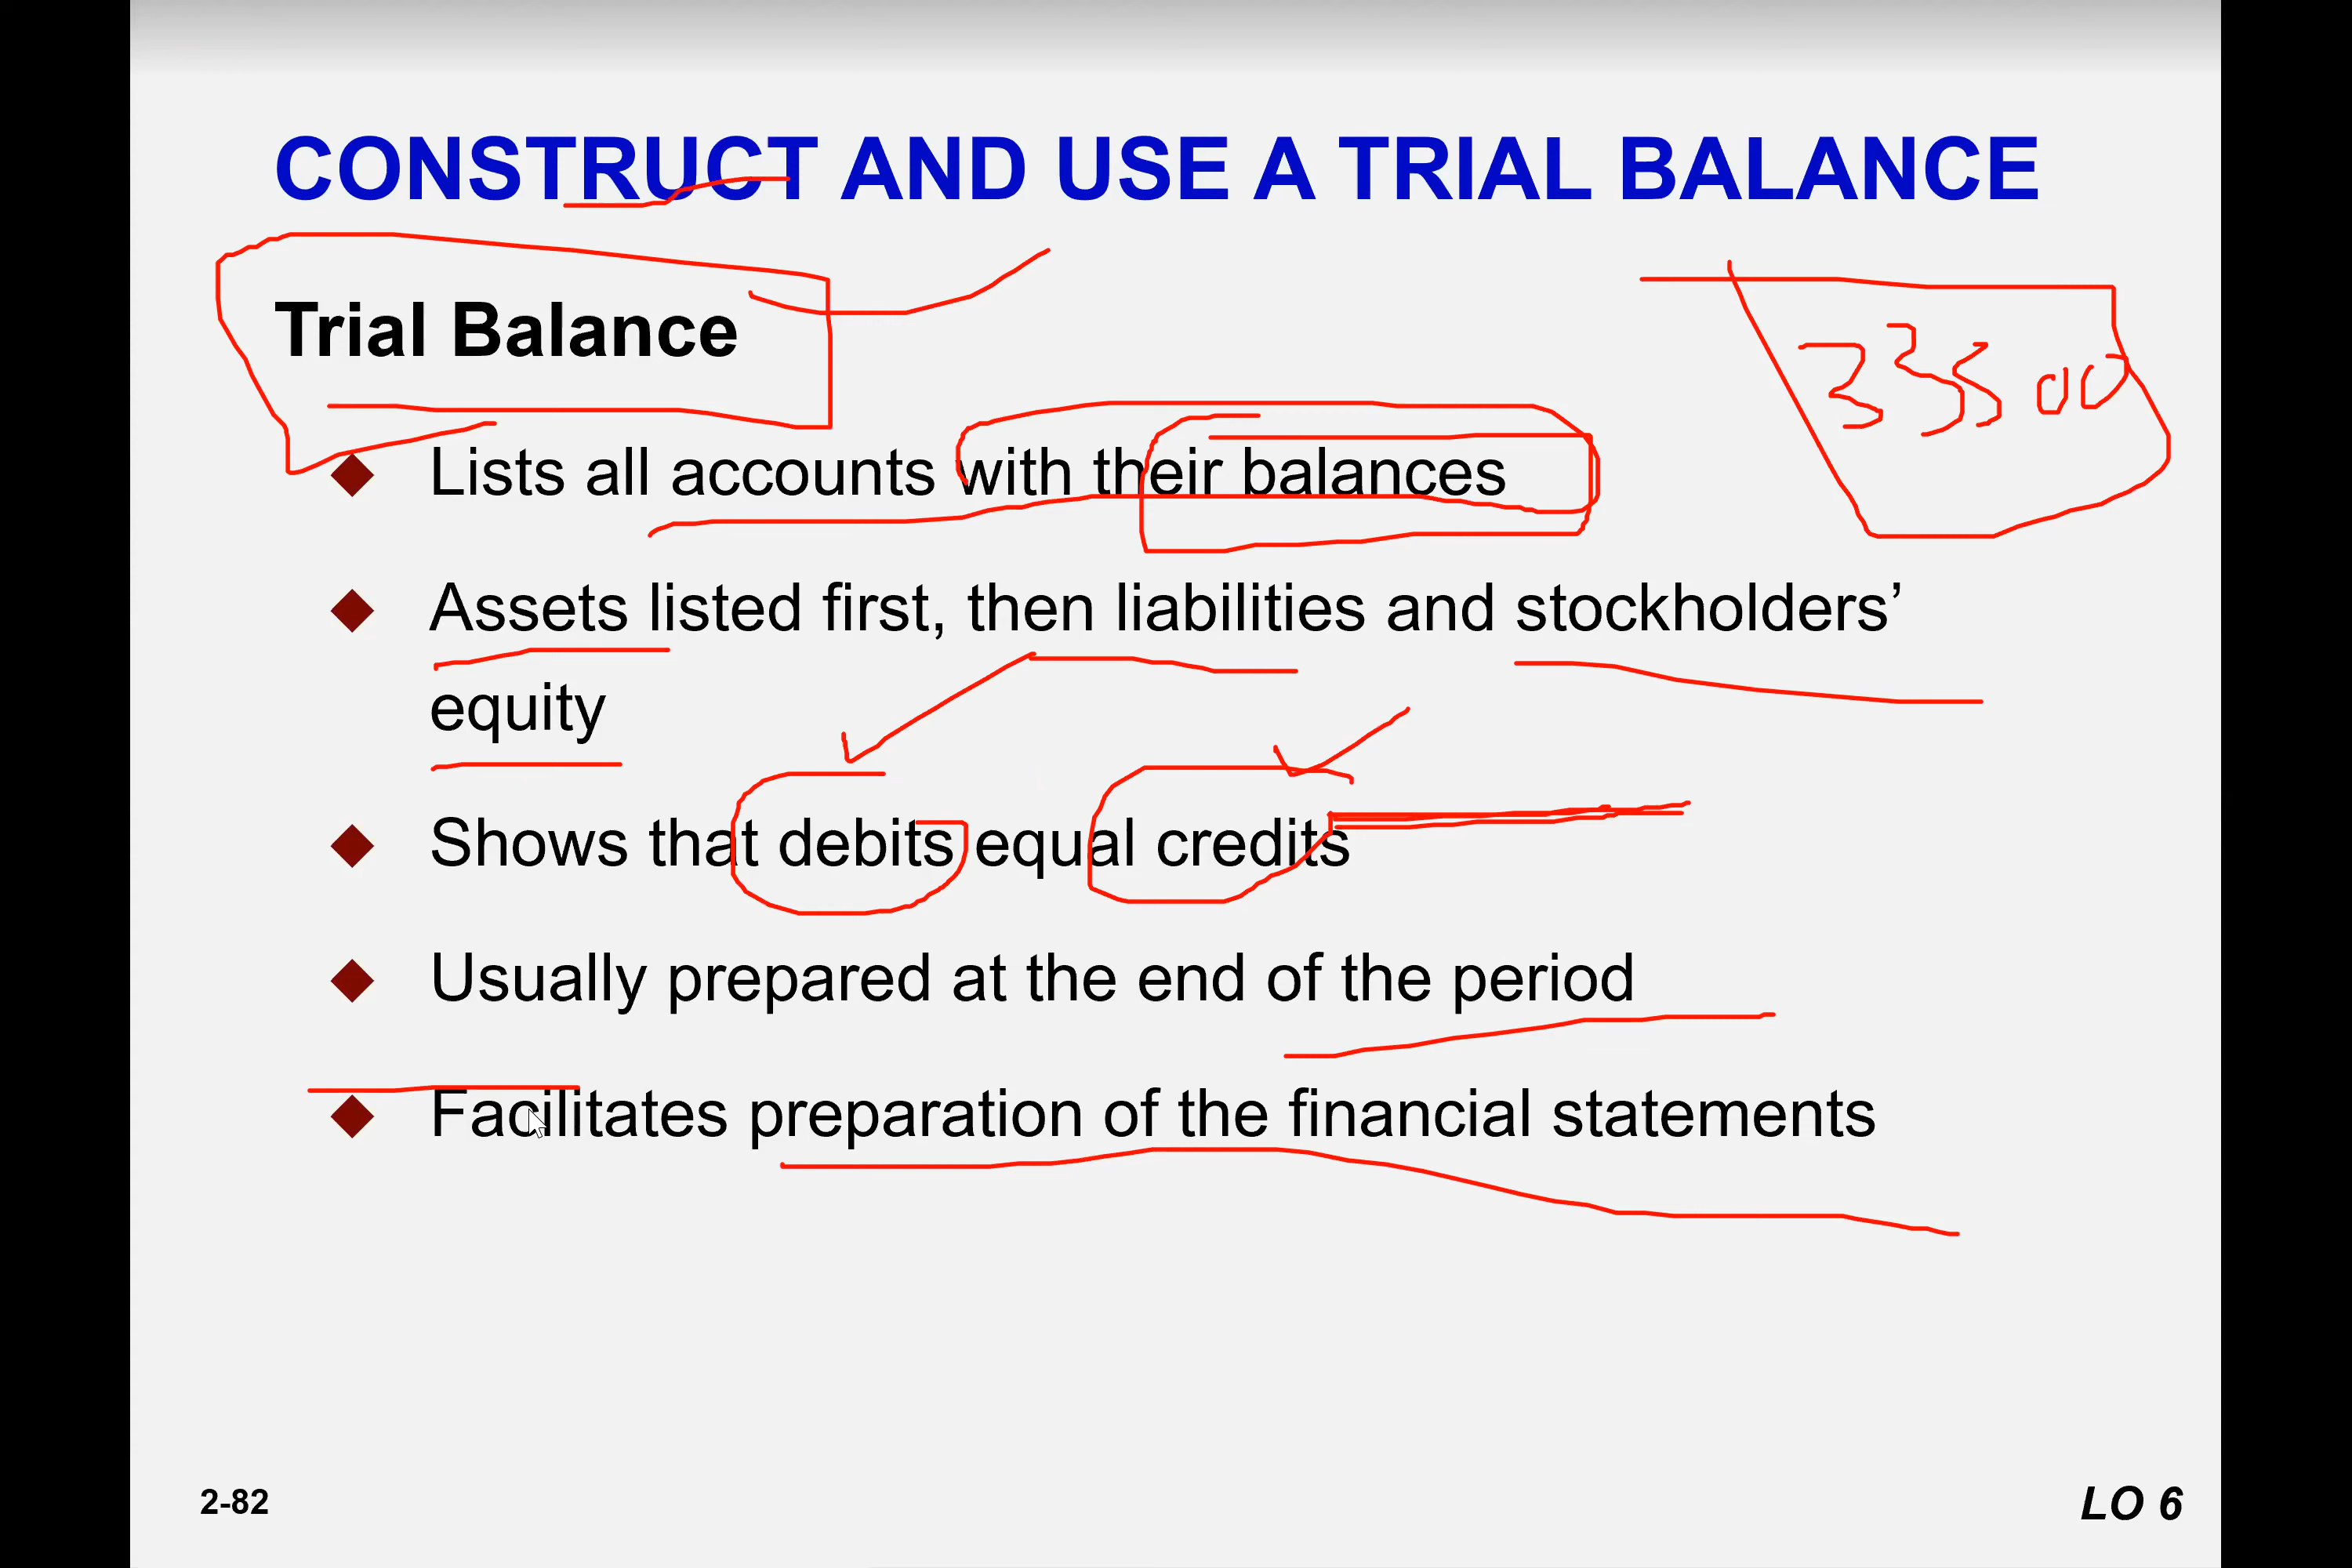 CONSTRUCT AND USE A TRIAL BALANCE
Trial Balance
Lists all accounts with their balances
Assets listed first, then liabilities and stockholders’
equity
Shows that debits equal credits
Usually prepared at the end of the period
Facilitates preparation of the financial statements
2-82
LO 6